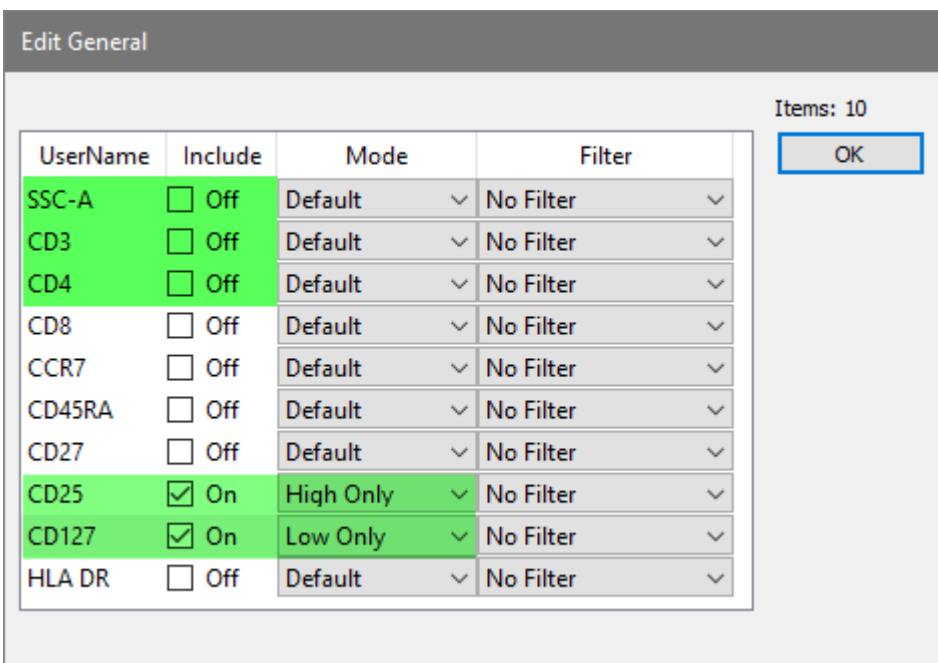 Edit General
Items: 10
OK
UserName Include Mode Filter
SSC-A Off Default No Filter
CD3 Off Default No Filter
CD4 Off Default No Filter
CD8 Off Default No Filter
CCR7 Off Default No Filter
CD45RA Off Default No Filter
CD27 Off Default No Filter
CD25 On High Only No Filter
CD127 On Low Only No Filter
HLA DR Off Default No Filter